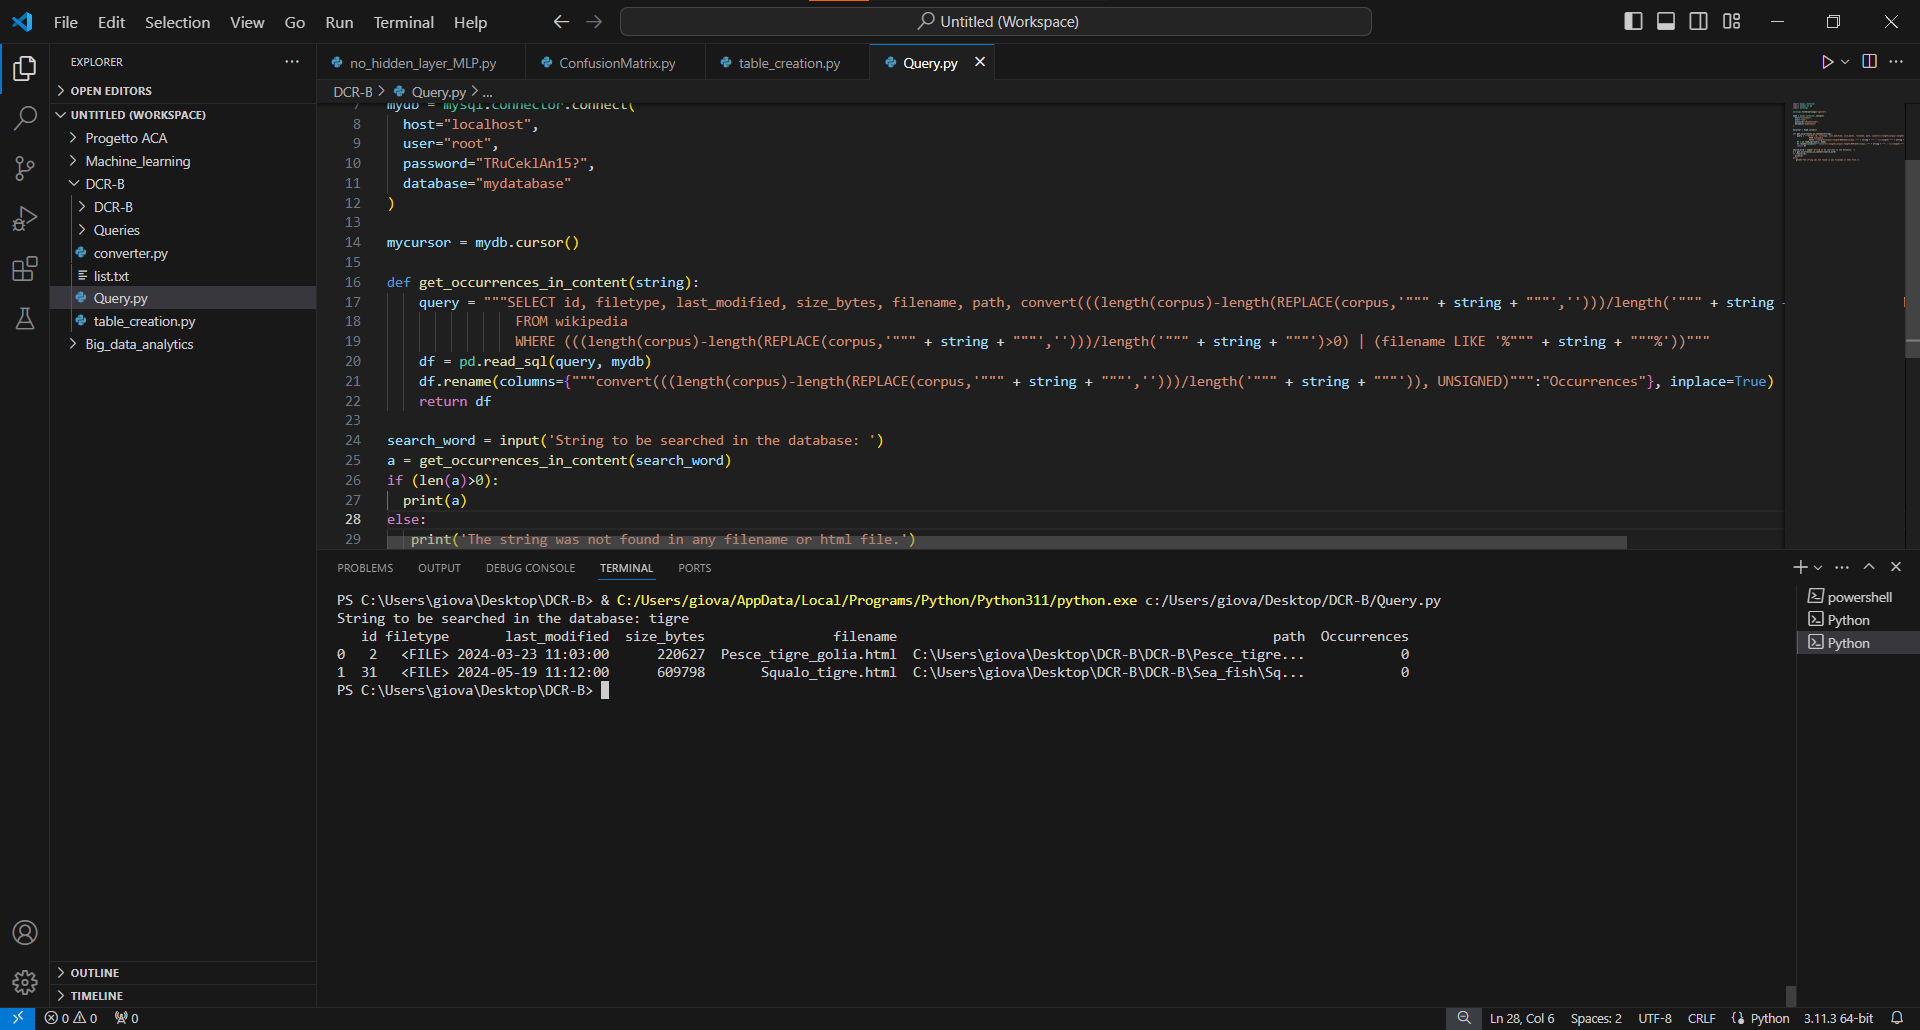 File Edit Selection View Go Run Terminal Help
Untitled (Workspace)
EXPLORER
OPEN EDITORS
UNTITLED (WORKSPACE)
Progetto ACA
Machine_learning
DCR-B
DCR-B
Queries
converter.py
list.txt
Query.py
table_creation.py
Big_data_analytics
OUTLINE
TIMELINE
no_hidden_layer_MLP.py ConfusionMatrix.py table_creation.py Query.py
DCR-B > Query.py > ...
7 mydb = mysql.connector.connect(
8 host="localhost",
9 user="root",
10 password="TRuCeklAn15?",
11 database="mydatabase"
12 )
13
14 mycursor = mydb.cursor()
15
16 def get_occurrences_in_content(string):
17 query = """SELECT id, filetype, last_modified, size_bytes, filename, path, convert(((length(corpus)-length(REPLACE(corpus,'""" + string + """','')))/length('""" + string
18 FROM wikipedia
19 WHERE (((length(corpus)-length(REPLACE(corpus,'""" + string + """','')))/length('""" + string + """')>0) | (filename LIKE '%""" + string + """%'))"""
20 df = pd.read_sql(query, mydb)
21 df.rename(columns={"""convert(((length(corpus)-length(REPLACE(corpus,'""" + string + """','')))/length('""" + string + """')), UNSIGNED)""":"Occurrences"}, inplace=True)
22 return df
23
24 search_word = input('String to be searched in the database: ')
25 a = get_occurrences_in_content(search_word)
26 if (len(a)>0):
27 print(a)
28 else:
29 print('The string was not found in any filename or html file.')
PROBLEMS OUTPUT DEBUG CONSOLE TERMINAL PORTS
PS C:\Users\giova\Desktop\DCR-B> & C:/Users/giova/AppData/Local/Programs/Python/Python311/python.exe c:/Users/giova/Desktop/DCR-B/Query.py
String to be searched in the database: tigre
id filetype last_modified size_bytes filename path Occurrences
0 2 <FILE> 2024-03-23 11:03:00 220627 Pesce_tigre_golia.html C:\Users\giova\Desktop\DCR-B\DCR-B\Pesce_tigre... 0
1 31 <FILE> 2024-05-19 11:12:00 609798 Squalo_tigre.html C:\Users\giova\Desktop\DCR-B\DCR-B\Sea_fish\Sq... 0
PS C:\Users\giova\Desktop\DCR-B>
powershell
Python
Python
0 0 0 Ln 28, Col 6 Spaces: 2 UTF-8 CRLF Python 3.11.3 64-bit